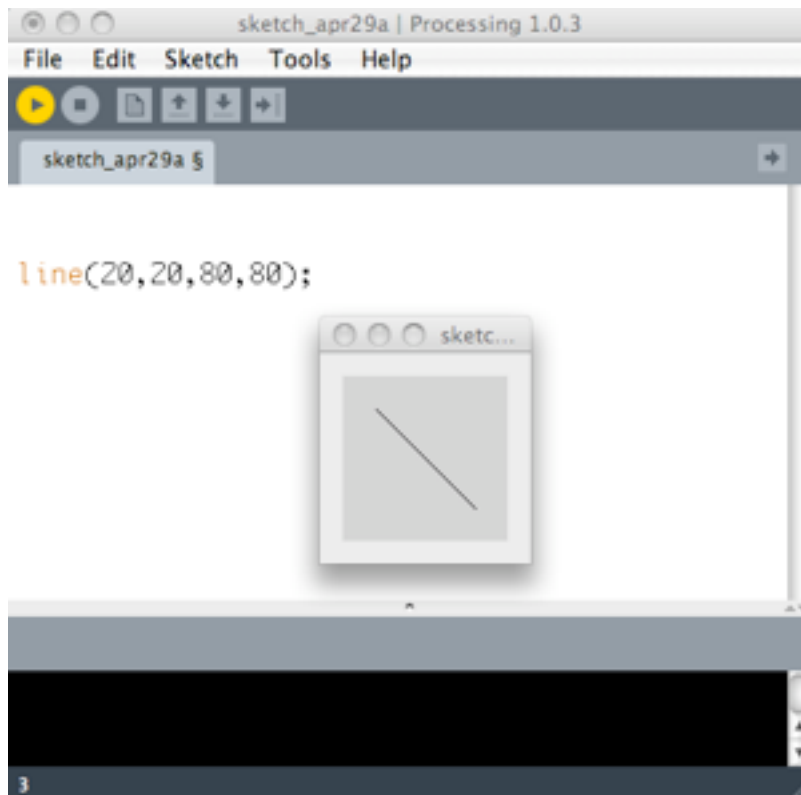 sketch_apr29a | Processing 1.0.3
File Edit Sketch Tools Help
sketch_apr29a §
line(20,20,80,80);
sketc...
3